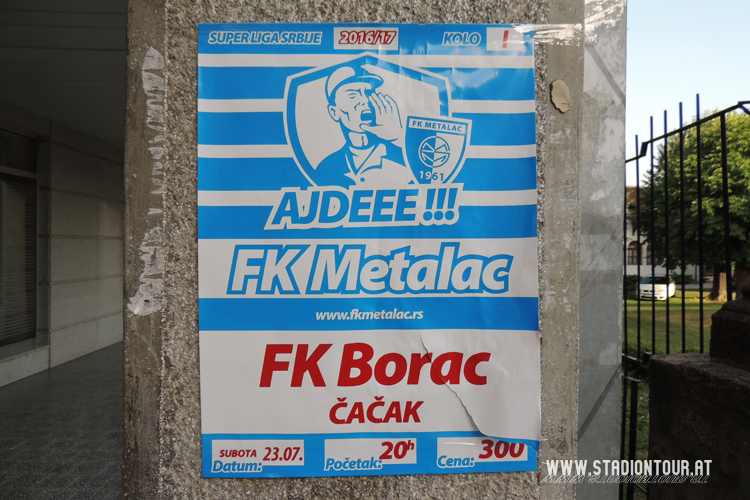 SUPER LIGA SRBIJE 2016/17 KOLO I
FK METALAC
1961
AJDEEE !!!
FK Metalac
www.fkmetalac.rs
FK Borac
ČAČAK
SUBOTA 23.07. 20h 300
Datum: Početak: Cena:
WWW.STADIONTOUR.AT